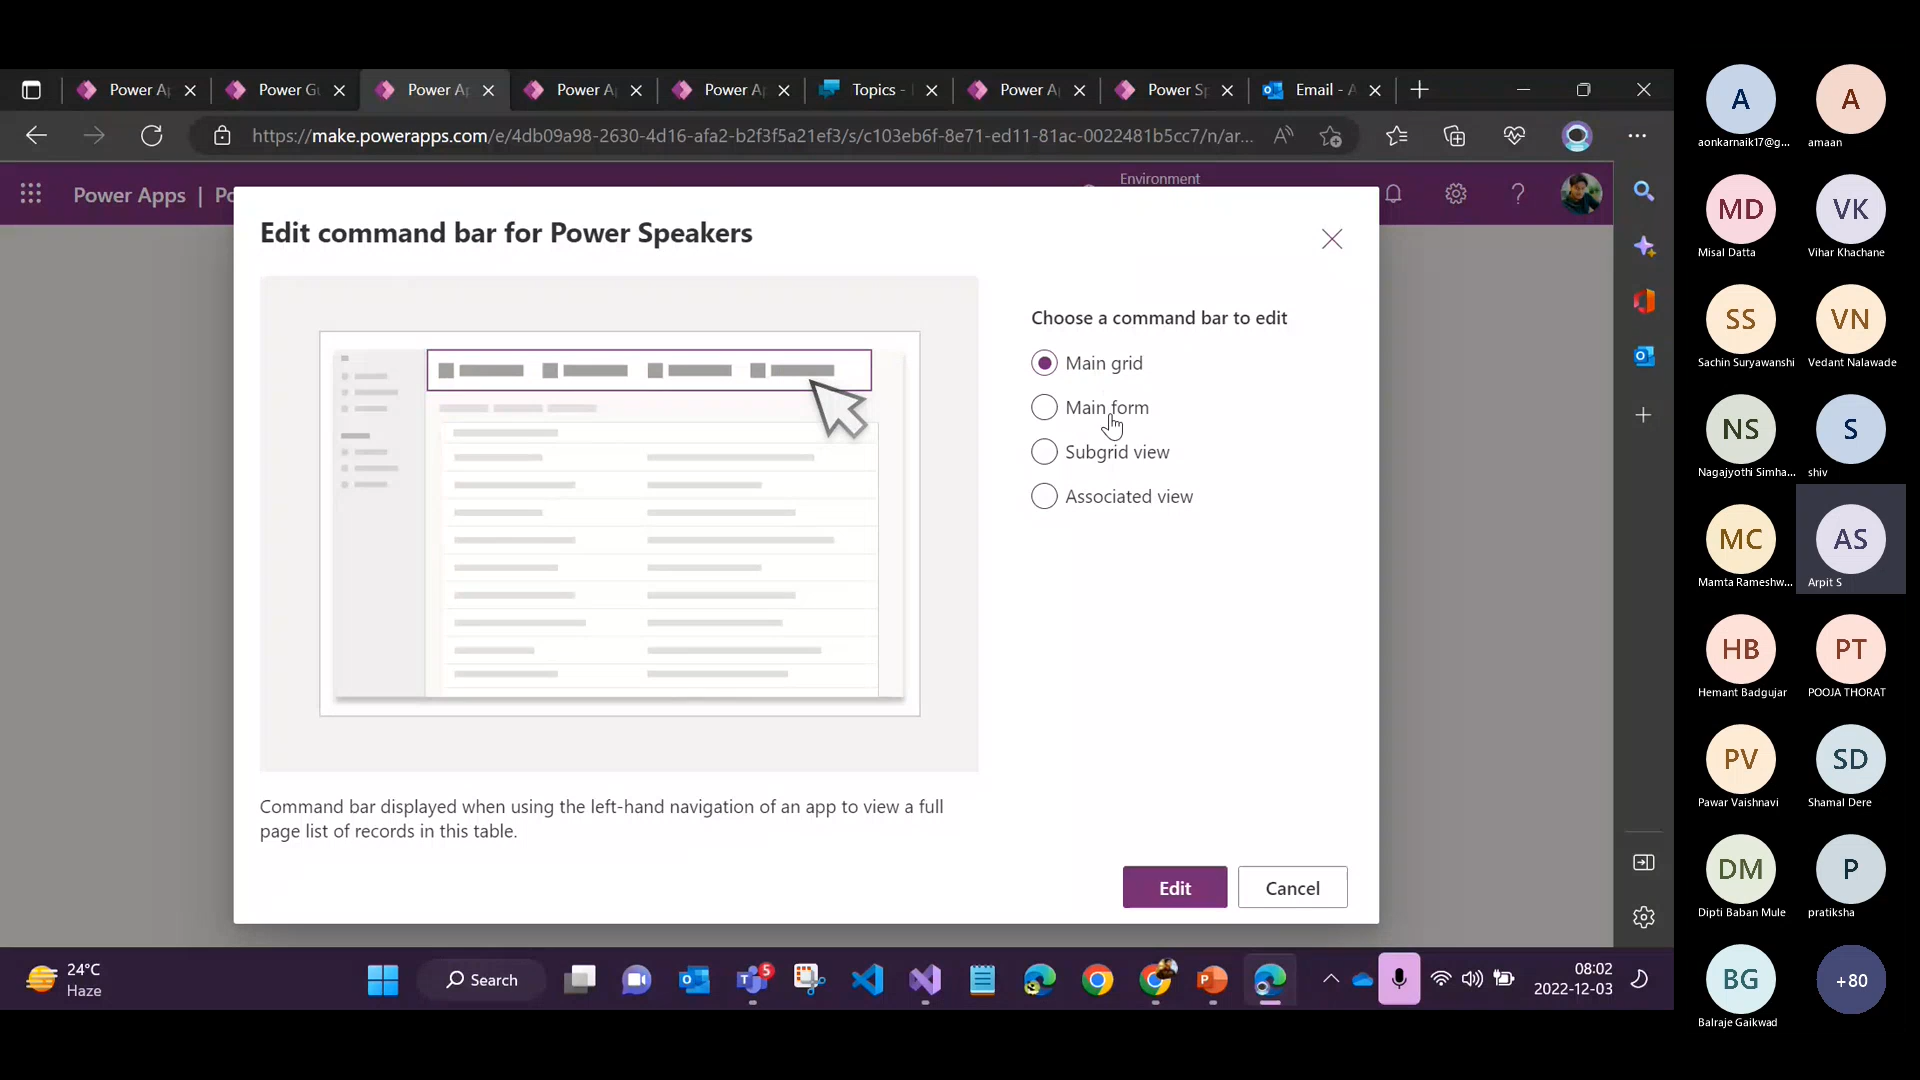 Power A
Power G
Power A
Power A
Power A
Topics -
Power A
Power Sp
Email - A
https://make.powerapps.com/e/4db09a98-2630-4d16-afa2-b2f3f5a21ef3/s/c103eb6f-8e71-ed11-81ac-0022481b5cc7/n/ar...
Power Apps | Po
Environment
Edit command bar for Power Speakers
Choose a command bar to edit
Main grid
Main form
Subgrid view
Associated view
Command bar displayed when using the left-hand navigation of an app to view a full
page list of records in this table.
Edit
Cancel
24°C
Haze
Search
5
08:02
2022-12-03
A
aonkarnaik17@g...
A
amaan
MD
Misal Datta
VK
Vihar Khachane
SS
Sachin Suryawanshi
VN
Vedant Nalawade
NS
Nagajyothi Simha...
S
shiv
MC
Mamta Rameshw...
AS
Arpit S
HB
Hemant Badgujar
PT
POOJA THORAT
PV
Pawar Vaishnavi
SD
Shamal Dere
DM
Dipti Baban Mule
P
pratiksha
BG
Balraje Gaikwad
+80